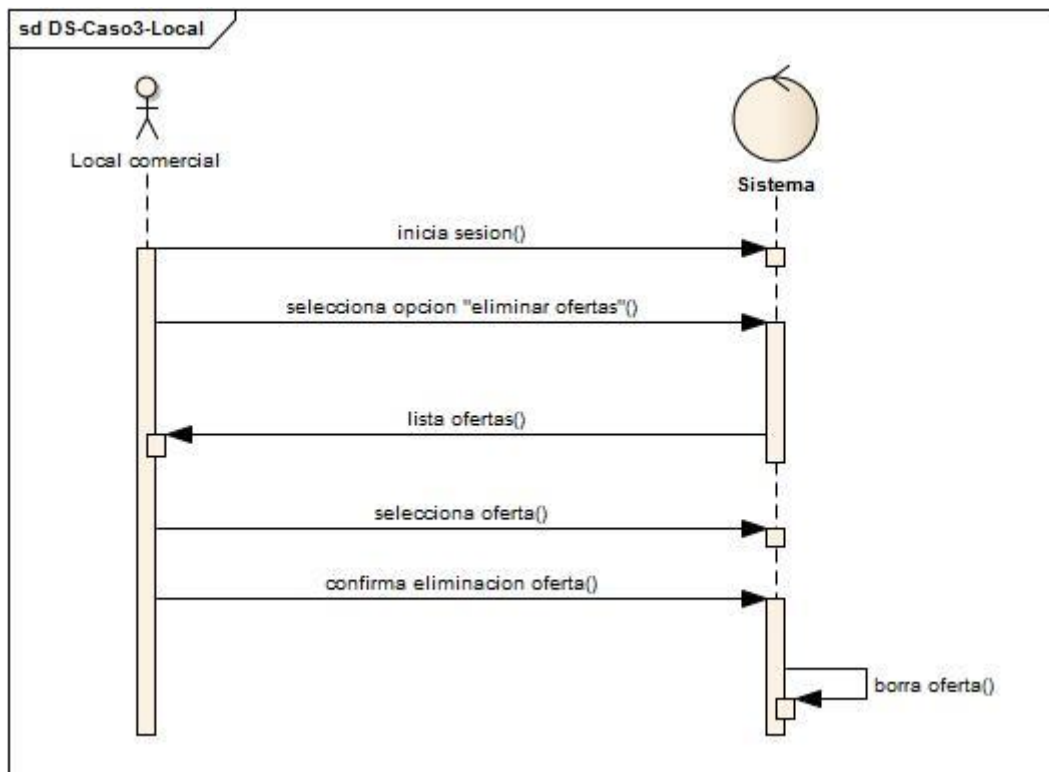 sd DS-Caso3-Local
Local comercial
Sistema
inicia sesion()
selecciona opcion "eliminar ofertas"()
lista ofertas()
selecciona oferta()
confirma eliminacion oferta()
borra oferta()